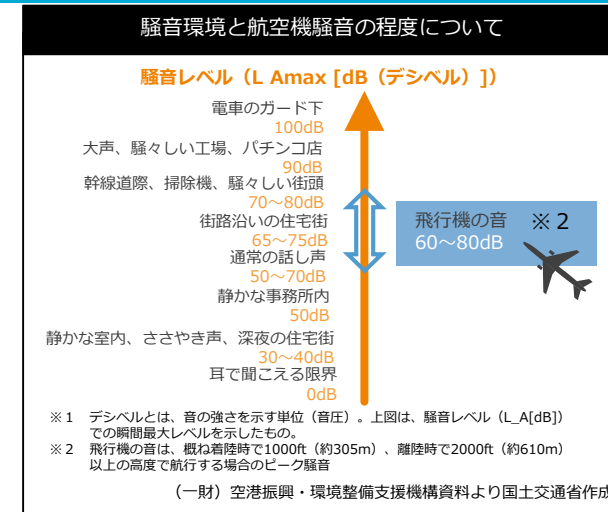 騒音環境と航空機騒音の程度について
騒音レベル（L Amax [dB（デシベル）]）
電車のガード下
100dB
大声、騒々しい工場、パチンコ店
90dB
幹線道際、掃除機、騒々しい街頭
70～80dB
街路沿いの住宅街
65～75dB
通常の話し声
50～70dB
静かな事務所内
50dB
静かな室内、ささやき声、深夜の住宅街
30～40dB
耳で聞こえる限界
0dB
飛行機の音 ※２
60～80dB
※１ デシベルとは、音の強さを示す単位（音圧）。上図は、騒音レベル（L_A[dB]）
での瞬間最大レベルを示したもの。
※２ 飛行機の音は、概ね着陸時で1000ft（約305m）、離陸時で2000ft（約610m）
以上の高度で航行する場合のピーク騒音
（一財）空港振興・環境整備支援機構資料より国土交通省作成